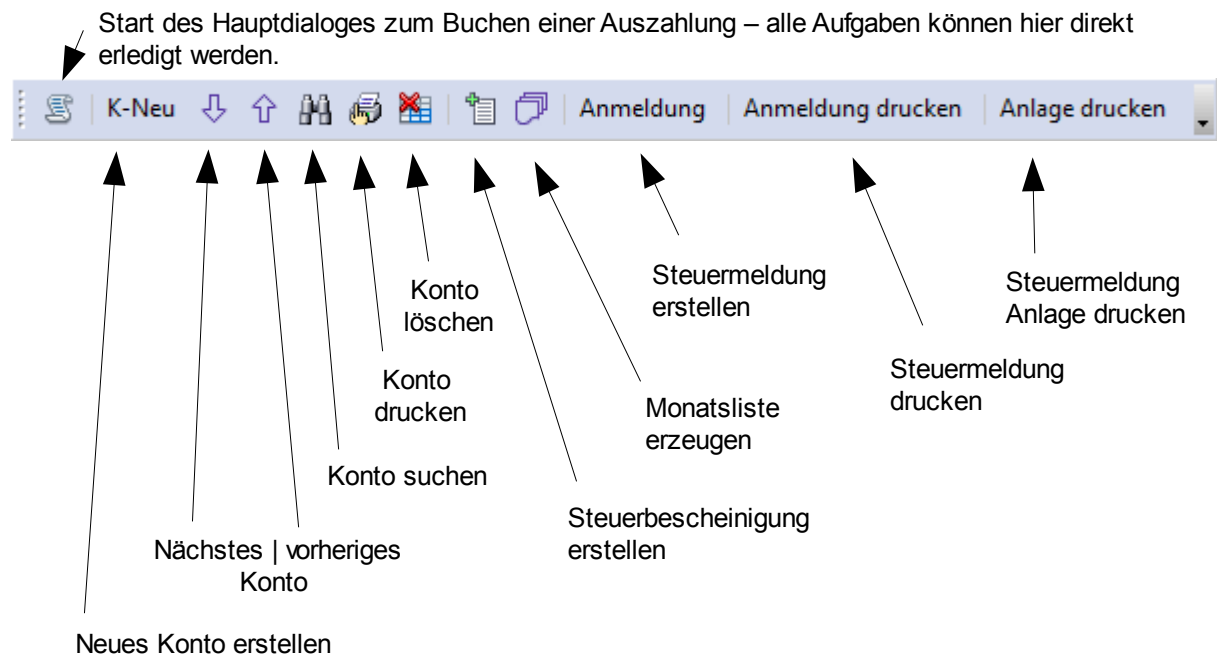 Start des Hauptdialoges zum Buchen einer Auszahlung – alle Aufgaben können hier direkt
erledigt werden.
K-Neu Anmeldung Anmeldung drucken Anlage drucken
Steuermeldung
erstellen
Steuermeldung
Anlage drucken
Konto
löschen
Steuermeldung
drucken
Konto
drucken
Monatsliste
erzeugen
Konto suchen
Steuerbescheinigung
erstellen
Nächstes | vorheriges
Konto
Neues Konto erstellen